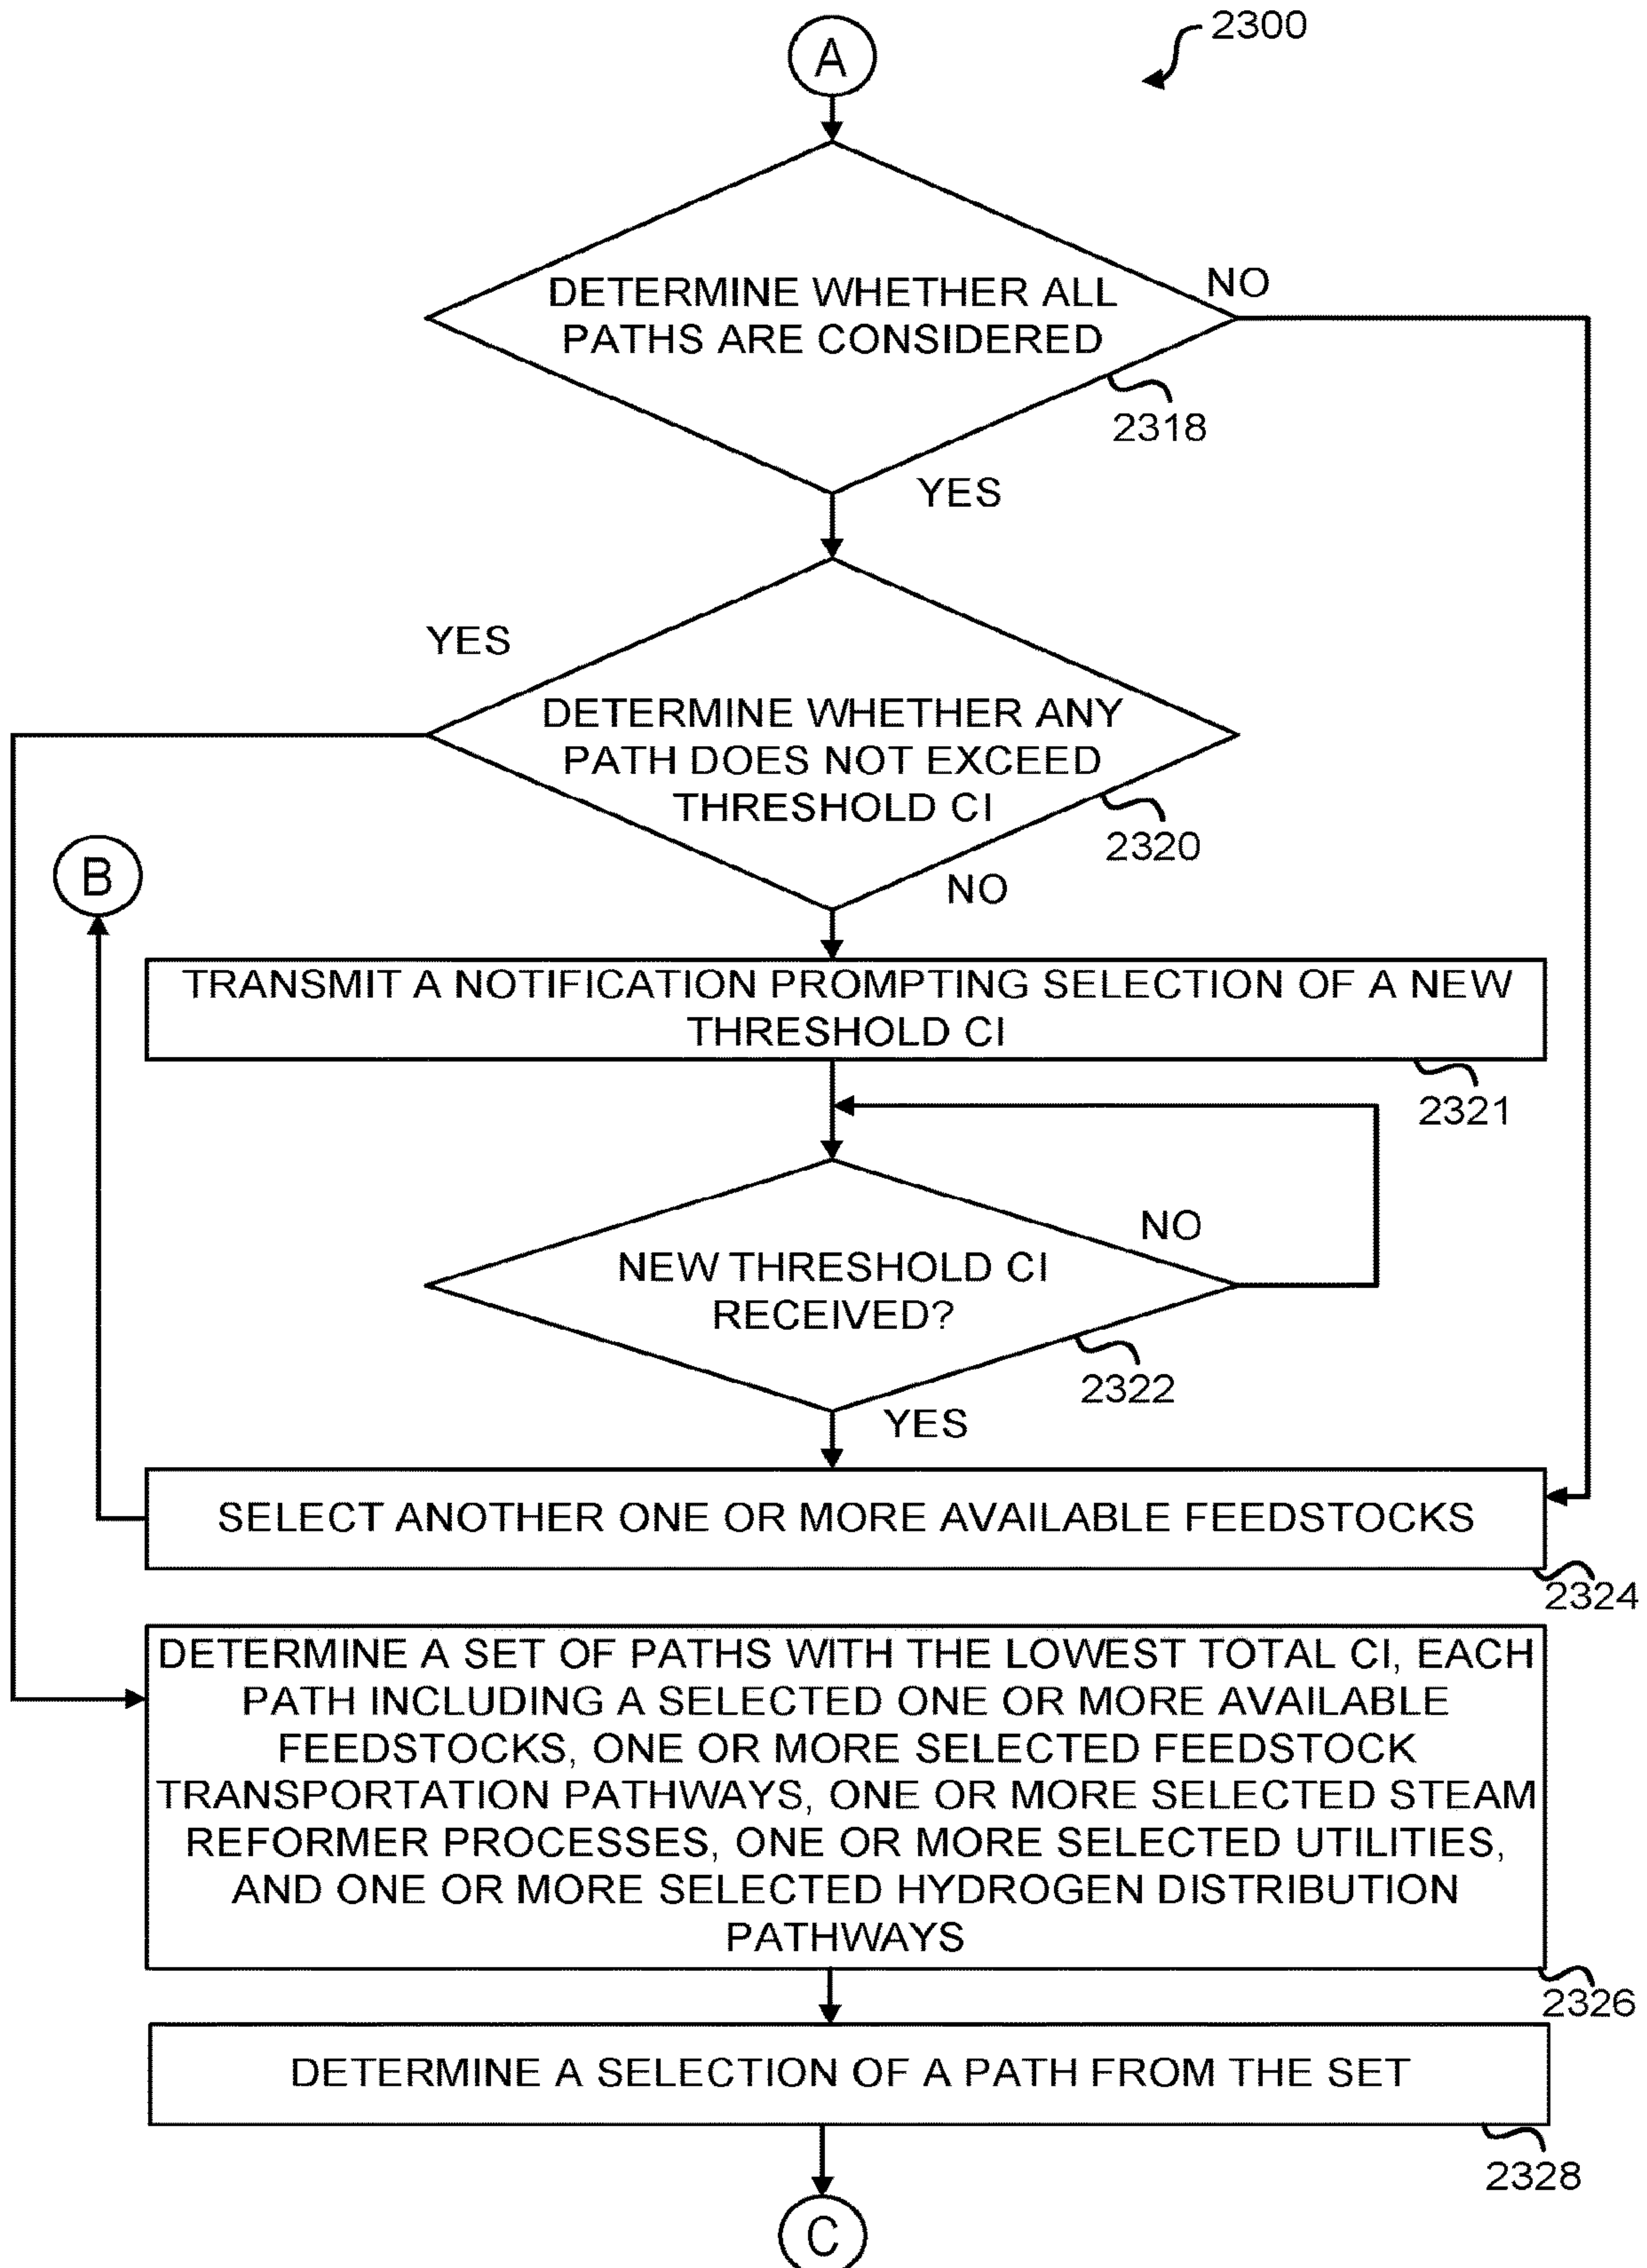 A
2300
DETERMINE WHETHER ALL
PATHS ARE CONSIDERED
NO
2318
YES
YES
DETERMINE WHETHER ANY
PATH DOES NOT EXCEED
THRESHOLD CI
2320
NO
B
TRANSMIT A NOTIFICATION PROMPTING SELECTION OF A NEW
THRESHOLD CI
2321
NO
NEW THRESHOLD CI
RECEIVED?
2322
YES
SELECT ANOTHER ONE OR MORE AVAILABLE FEEDSTOCKS
2324
DETERMINE A SET OF PATHS WITH THE LOWEST TOTAL CI, EACH
PATH INCLUDING A SELECTED ONE OR MORE AVAILABLE
FEEDSTOCKS, ONE OR MORE SELECTED FEEDSTOCK
TRANSPORTATION PATHWAYS, ONE OR MORE SELECTED STEAM
REFORMER PROCESSES, ONE OR MORE SELECTED UTILITIES,
AND ONE OR MORE SELECTED HYDROGEN DISTRIBUTION
PATHWAYS
2326
DETERMINE A SELECTION OF A PATH FROM THE SET
2328
C